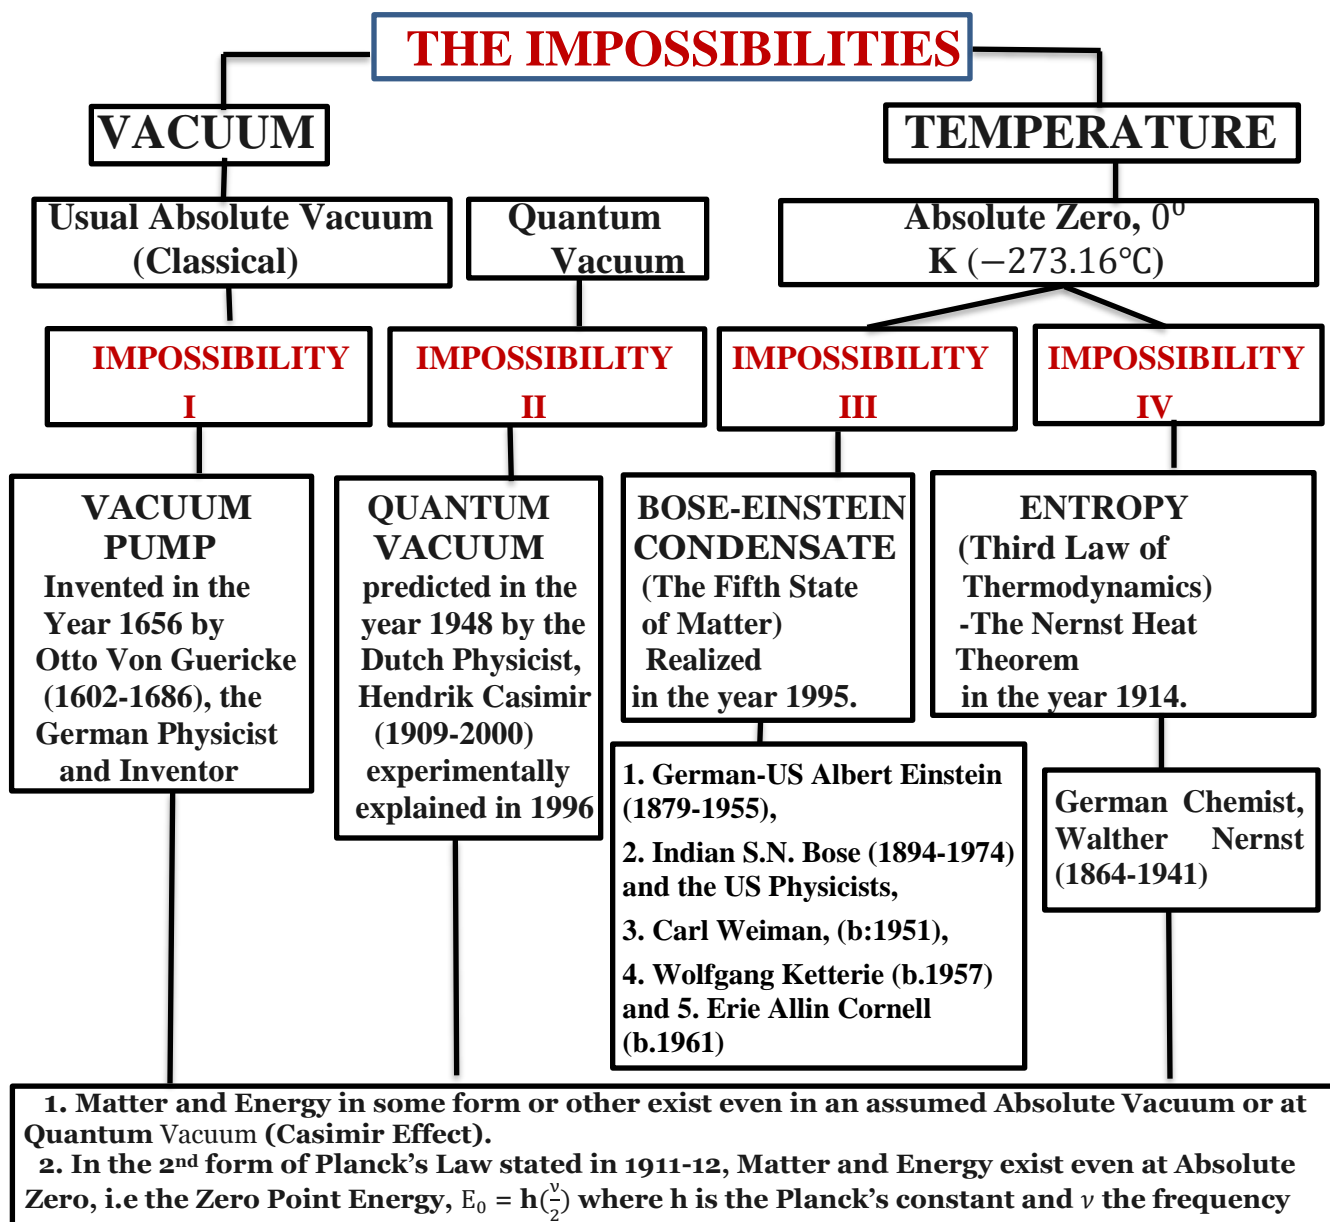 THE IMPOSSIBILITIES
VACUUM
TEMPERATURE
Usual Absolute Vacuum
(Classical)
Quantum
Vacuum
Absolute Zero, 0⁰
K (−273.16°C)
IMPOSSIBILITY
I
IMPOSSIBILITY
II
IMPOSSIBILITY
III
IMPOSSIBILITY
IV
VACUUM
PUMP
Invented in the
Year 1656 by
Otto Von Guericke
(1602-1686), the
German Physicist
and Inventor
QUANTUM
VACUUM
predicted in the
year 1948 by the
Dutch Physicist,
Hendrik Casimir
(1909-2000)
experimentally
explained in 1996
BOSE-EINSTEIN
CONDENSATE
(The Fifth State
of Matter)
Realized
in the year 1995.
ENTROPY
(Third Law of
Thermodynamics)
-The Nernst Heat
Theorem
in the year 1914.
1. German-US Albert Einstein
(1879-1955),
2. Indian S.N. Bose (1894-1974)
and the US Physicists,
3. Carl Weiman, (b:1951),
4. Wolfgang Ketterie (b.1957)
and 5. Erie Allin Cornell
(b.1961)
German Chemist,
Walther Nernst
(1864-1941)
1. Matter and Energy in some form or other exist even in an assumed Absolute Vacuum or at
Quantum Vacuum (Casimir Effect).
2. In the 2nd form of Planck’s Law stated in 1911-12, Matter and Energy exist even at Absolute
Zero, i.e the Zero Point Energy, E₀ = h(ν/2) where h is the Planck’s constant and ν the frequency